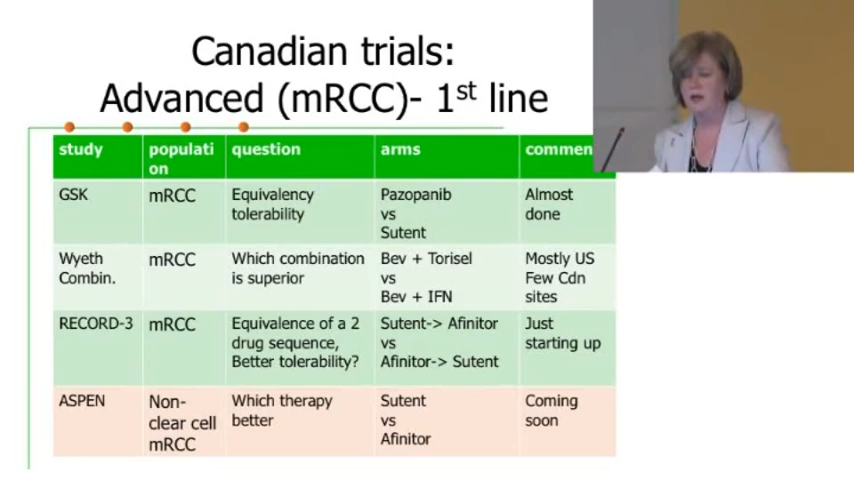 Canadian trials:
Advanced (mRCC)- 1st line
study
populati
on
question
arms
commen
GSK
mRCC
Equivalency
tolerability
Pazopanib
vs
Sutent
Almost
done
Wyeth
Combin.
mRCC
Which combination
is superior
Bev + Torisel
vs
Bev + IFN
Mostly US
Few Cdn
sites
RECORD-3
mRCC
Equivalence of a 2
drug sequence,
Better tolerability?
Sutent-> Afinitor
vs
Afinitor-> Sutent
Just
starting up
ASPEN
Non-
clear cell
mRCC
Which therapy
better
Sutent
vs
Afinitor
Coming
soon